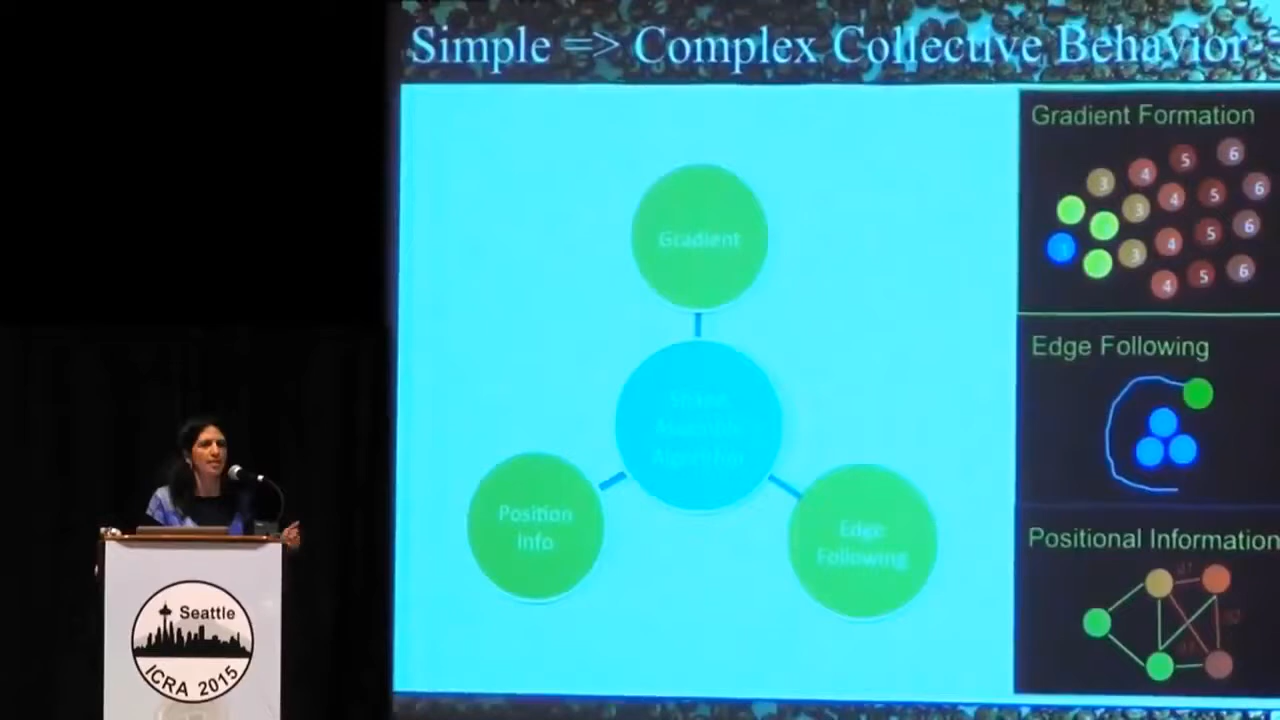 Simple => Complex Collective Behavior
Gradient
Position
Info
Edge
Following
Gradient Formation
3
4
5
6
3
4
5
6
3
4
5
6
4
5
6
Edge Following
Positional Information
Seattle
ICRA 2015